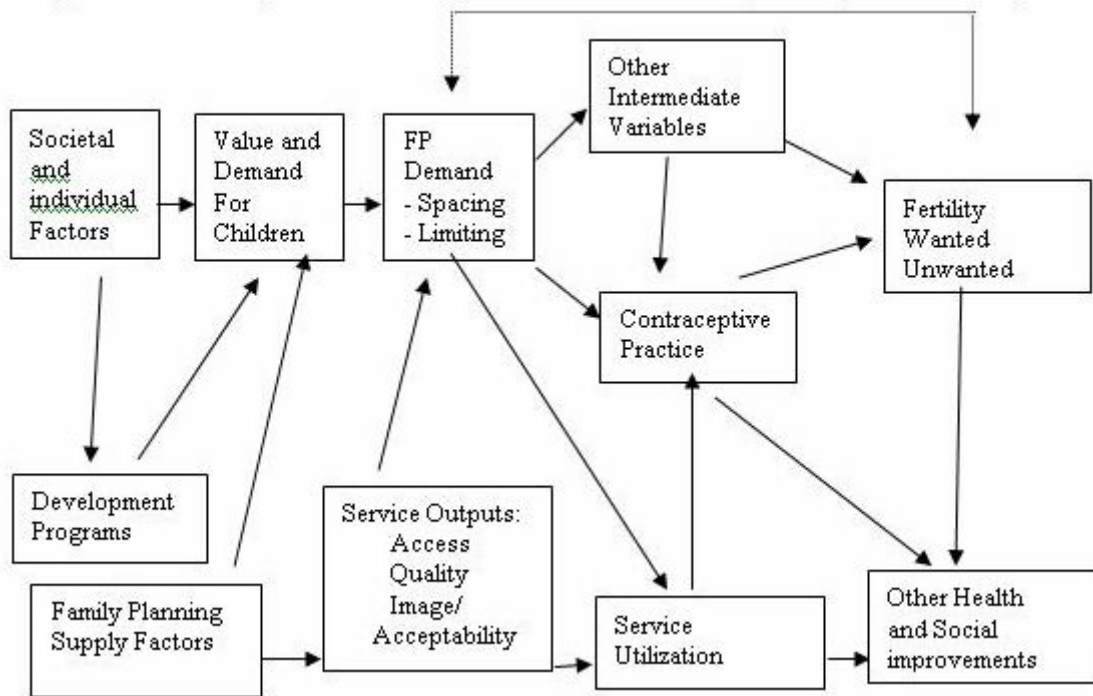 Societal
and
individual
Factors
Value and
Demand
For
Children
FP
Demand
- Spacing
- Limiting
Other
Intermediate
Variables
Fertility
Wanted
Unwanted
Contraceptive
Practice
Development
Programs
Service Outputs:
Access
Quality
Image/
Acceptability
Family Planning
Supply Factors
Service
Utilization
Other Health
and Social
improvements